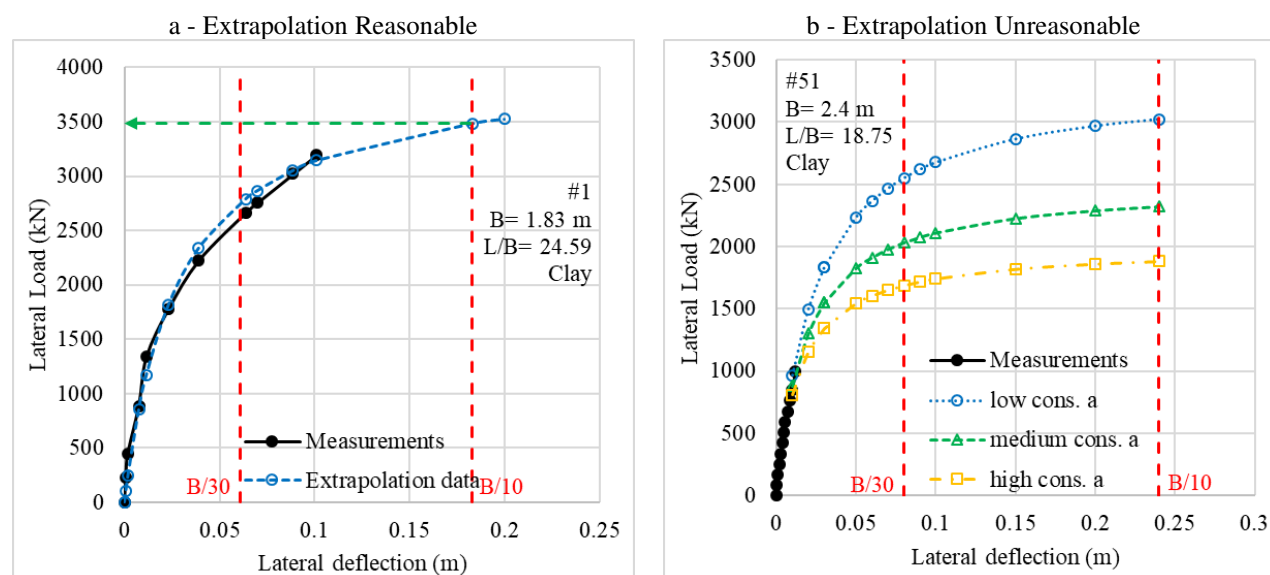 a - Extrapolation Reasonable
4000
3500
3000
2500
2000
1500
1000
500
0
Lateral Load (kN)
#1
B= 1.83 m
L/B= 24.59
Clay
Measurements
Extrapolation data
B/30
B/10
0
0.05
0.1
0.15
0.2
0.25
Lateral deflection (m)
b - Extrapolation Unreasonable
3500
3000
2500
2000
1500
1000
500
0
Lateral Load (kN)
#51
B= 2.4 m
L/B= 18.75
Clay
Measurements
low cons. a
medium cons. a
high cons. a
B/30
B/10
0
0.05
0.1
0.15
0.2
0.25
0.3
Lateral deflection (m)